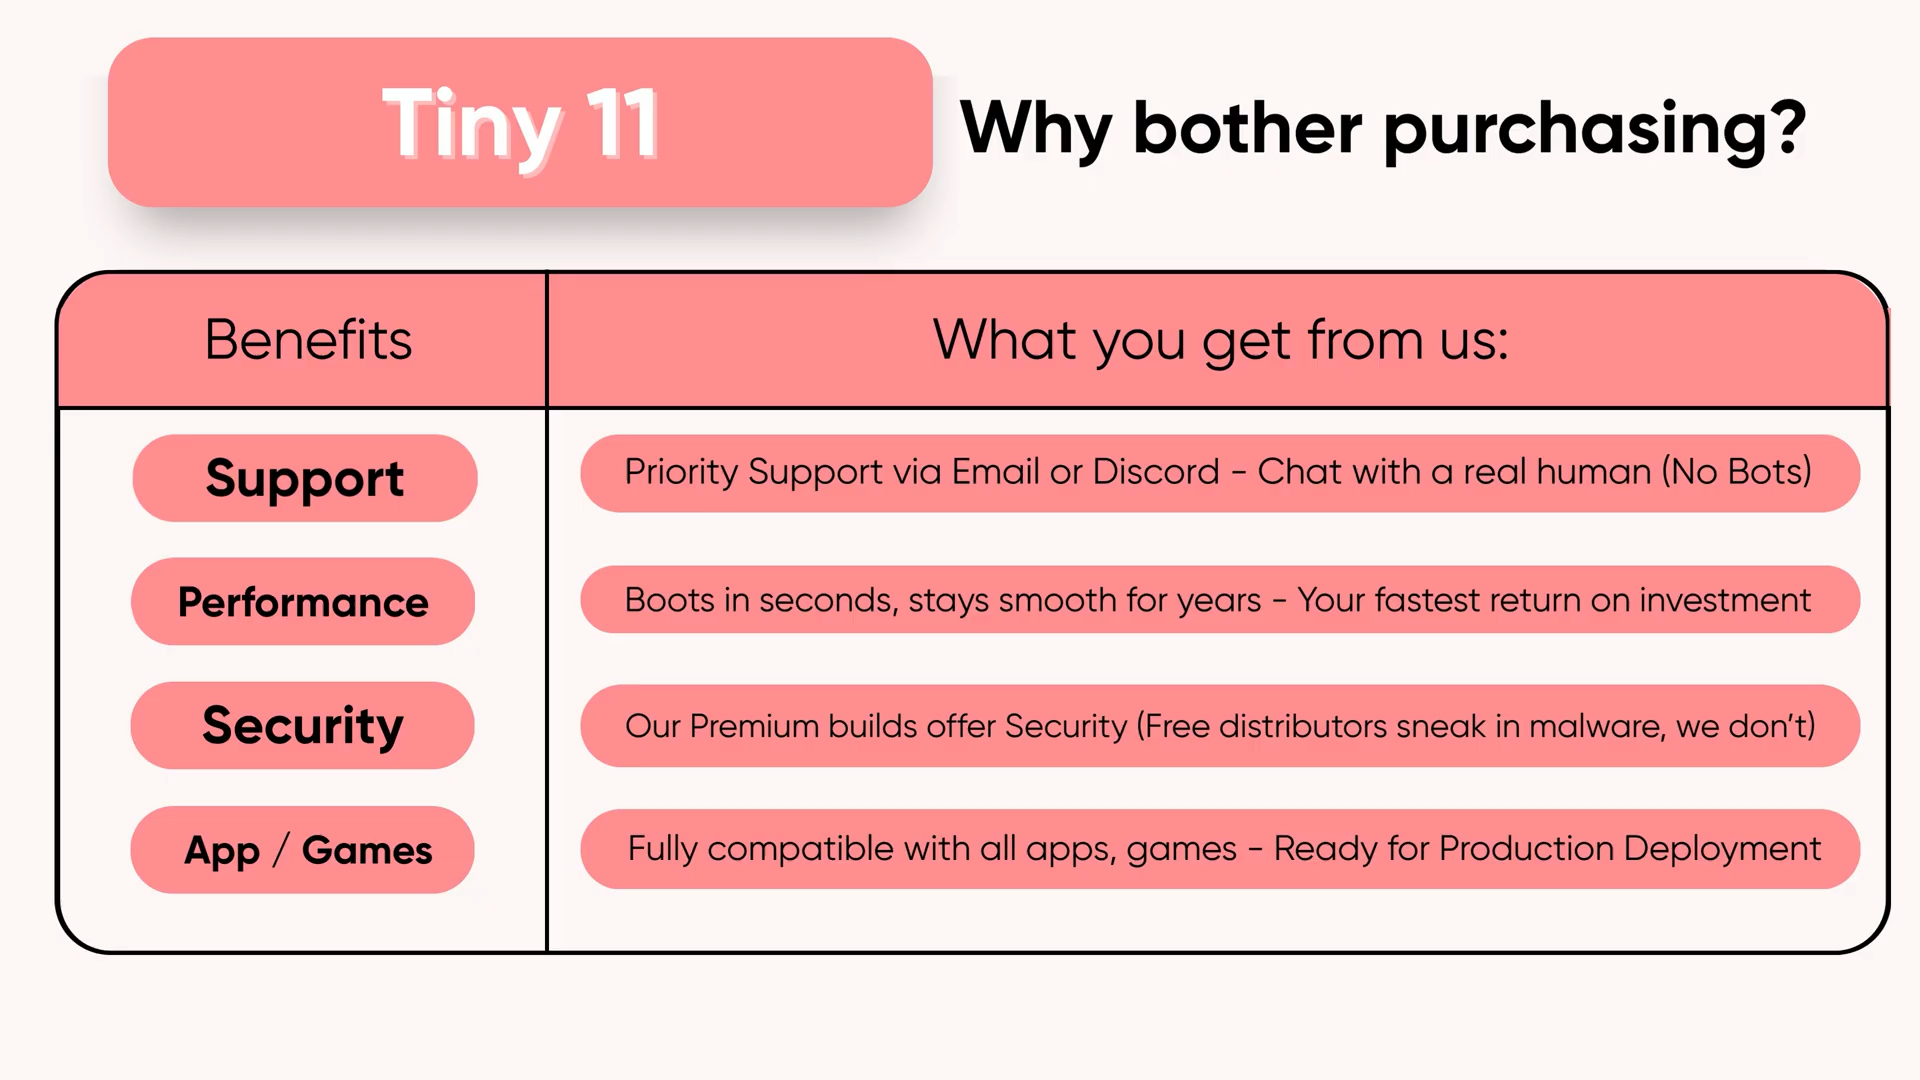 Tiny 11
Why bother purchasing?
Benefits
What you get from us:
Support
Priority Support via Email or Discord - Chat with a real human (No Bots)
Performance
Boots in seconds, stays smooth for years - Your fastest return on investment
Security
Our Premium builds offer Security (Free distributors sneak in malware, we don’t)
App / Games
Fully compatible with all apps, games - Ready for Production Deployment